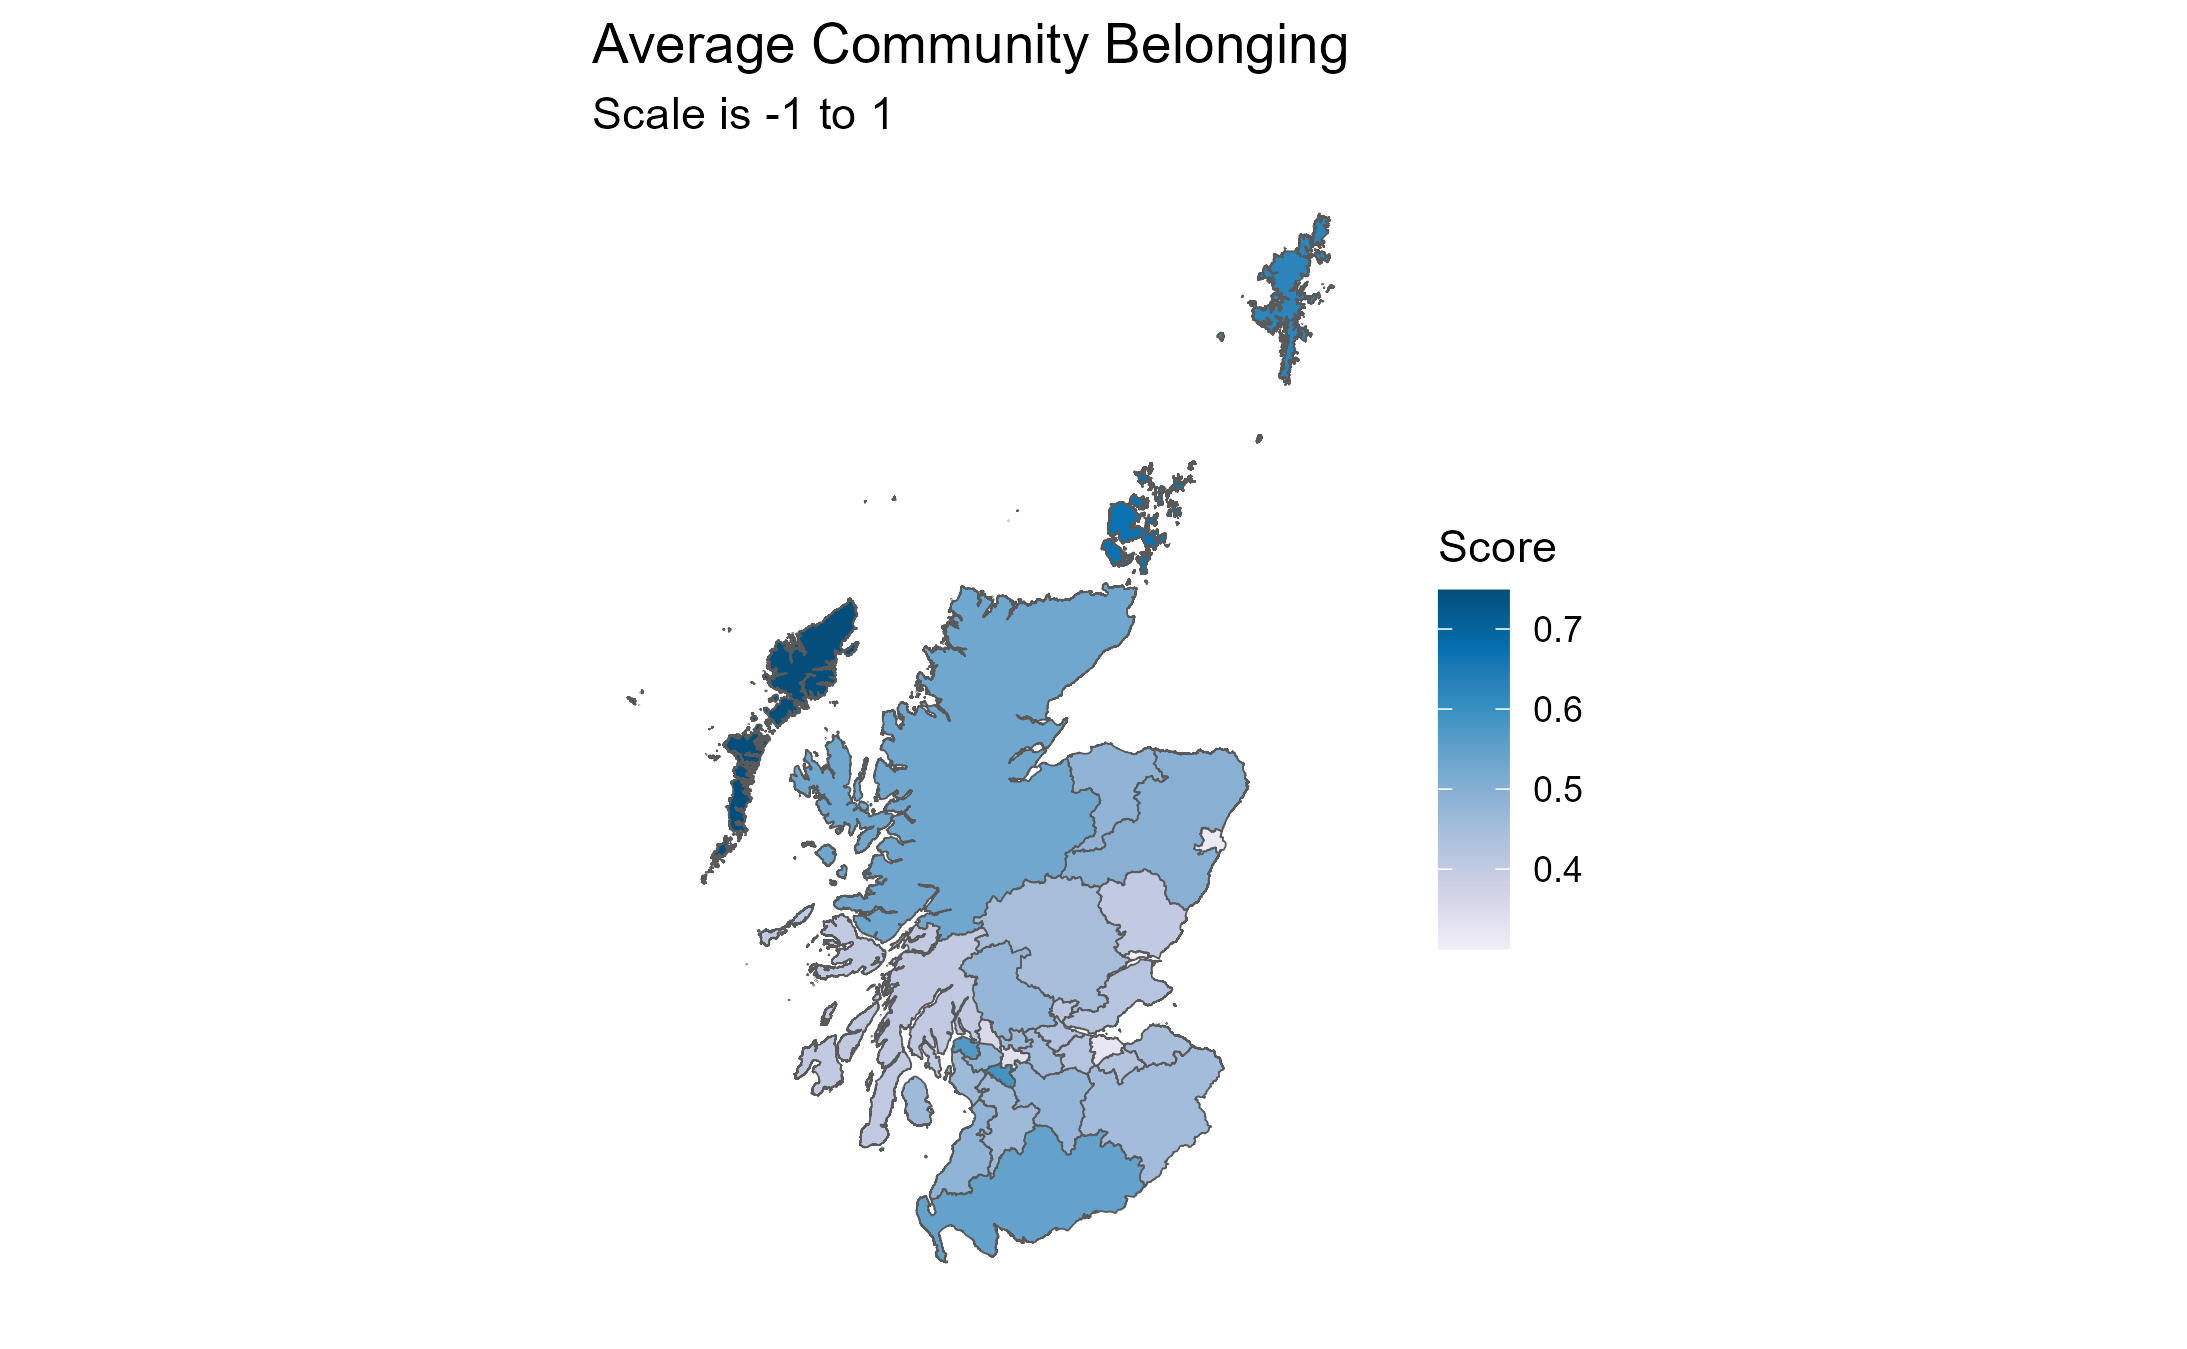 Average Community Belonging
Scale is -1 to 1
Score
0.7
0.6
0.5
0.4